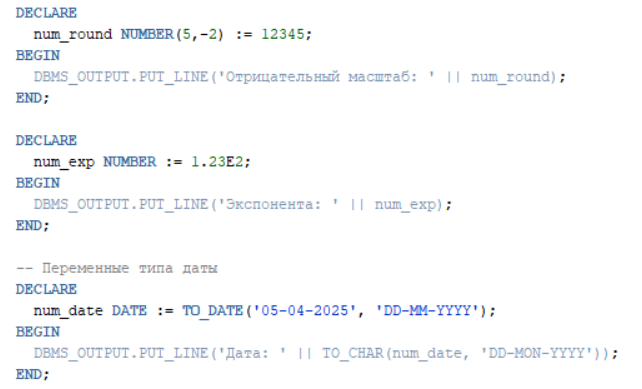 DECLARE
  num_round NUMBER(5,-2) := 12345;
BEGIN
  DBMS_OUTPUT.PUT_LINE('Отрицательный масштаб: ' || num_round);
END;

DECLARE
  num_exp NUMBER := 1.23E2;
BEGIN
  DBMS_OUTPUT.PUT_LINE('Экспонента: ' || num_exp);
END;

-- Переменные типа даты
DECLARE
  num_date DATE := TO_DATE('05-04-2025', 'DD-MM-YYYY');
BEGIN
  DBMS_OUTPUT.PUT_LINE('Дата: ' || TO_CHAR(num_date, 'DD-MON-YYYY'));
END;